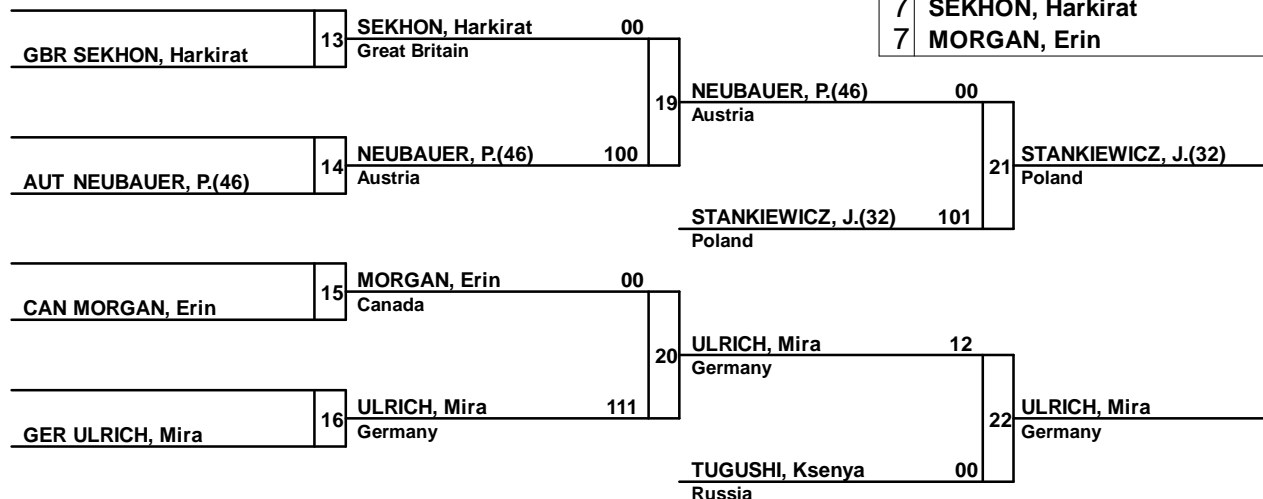 7 SEKHON, Harkirat
7 MORGAN, Erin
GBR SEKHON, Harkirat
13
SEKHON, Harkirat 00
Great Britain
AUT NEUBAUER, P.(46)
14
NEUBAUER, P.(46) 100
Austria
19
NEUBAUER, P.(46) 00
Austria
STANKIEWICZ, J.(32) 101
Poland
21
STANKIEWICZ, J.(32)
Poland
CAN MORGAN, Erin
15
MORGAN, Erin 00
Canada
GER ULRICH, Mira
16
ULRICH, Mira 111
Germany
20
ULRICH, Mira 12
Germany
TUGUSHI, Ksenya 00
Russia
22
ULRICH, Mira
Germany